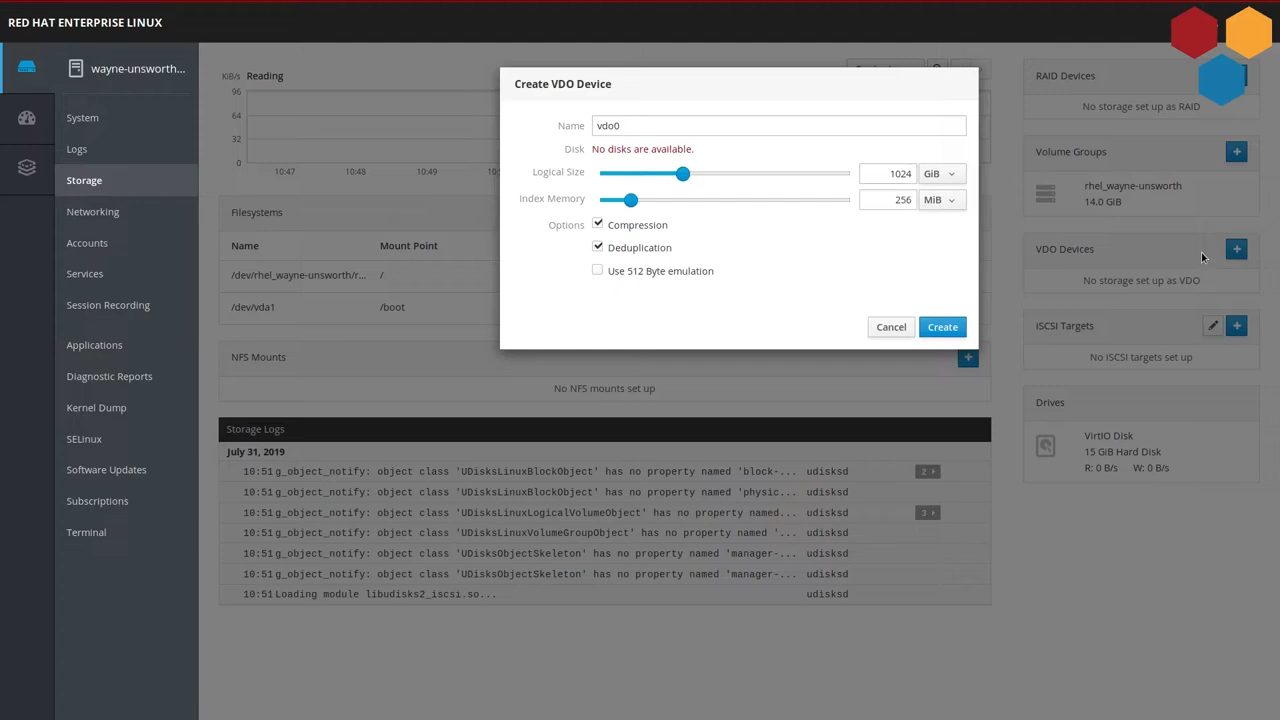 RED HAT ENTERPRISE LINUX
wayne-unsworth...
System
Logs
Storage
Networking
Accounts
Services
Session Recording
Applications
Diagnostic Reports
Kernel Dump
SELinux
Software Updates
Subscriptions
Terminal
KiB/s Reading
96
64
32
0
10:47 10:48 10:49
Filesystems
Name Mount Point
/dev/rhel_wayne-unsworth/r... /
/dev/vda1 /boot
NFS Mounts
No NFS mounts set up
Storage Logs
July 31, 2019
10:51 g_object_notify: object class 'UDisksLinuxBlockObject' has no property named 'block-... udisksd 2
10:51 g_object_notify: object class 'UDisksLinuxBlockObject' has no property named 'physic... udisksd
10:51 g_object_notify: object class 'UDisksLinuxLogicalVolumeObject' has no property named... udisksd 3
10:51 g_object_notify: object class 'UDisksLinuxVolumeGroupObject' has no property named '... udisksd
10:51 g_object_notify: object class 'UDisksObjectSkeleton' has no property named 'manager-... udisksd
10:51 g_object_notify: object class 'UDisksObjectSkeleton' has no property named 'manager-... udisksd
10:51 Loading module libudisks2_iscsi.so... udisksd
Create VDO Device
Name vdo0
Disk No disks are available.
Logical Size 1024 GiB
Index Memory 256 MiB
Options Compression
Deduplication
Use 512 Byte emulation
Cancel Create
RAID Devices
No storage set up as RAID
Volume Groups
rhel_wayne-unsworth
14.0 GiB
VDO Devices
No storage set up as VDO
iSCSI Targets
No iSCSI targets set up
Drives
VirtIO Disk
15 GiB Hard Disk
R: 0 B/s W: 0 B/s